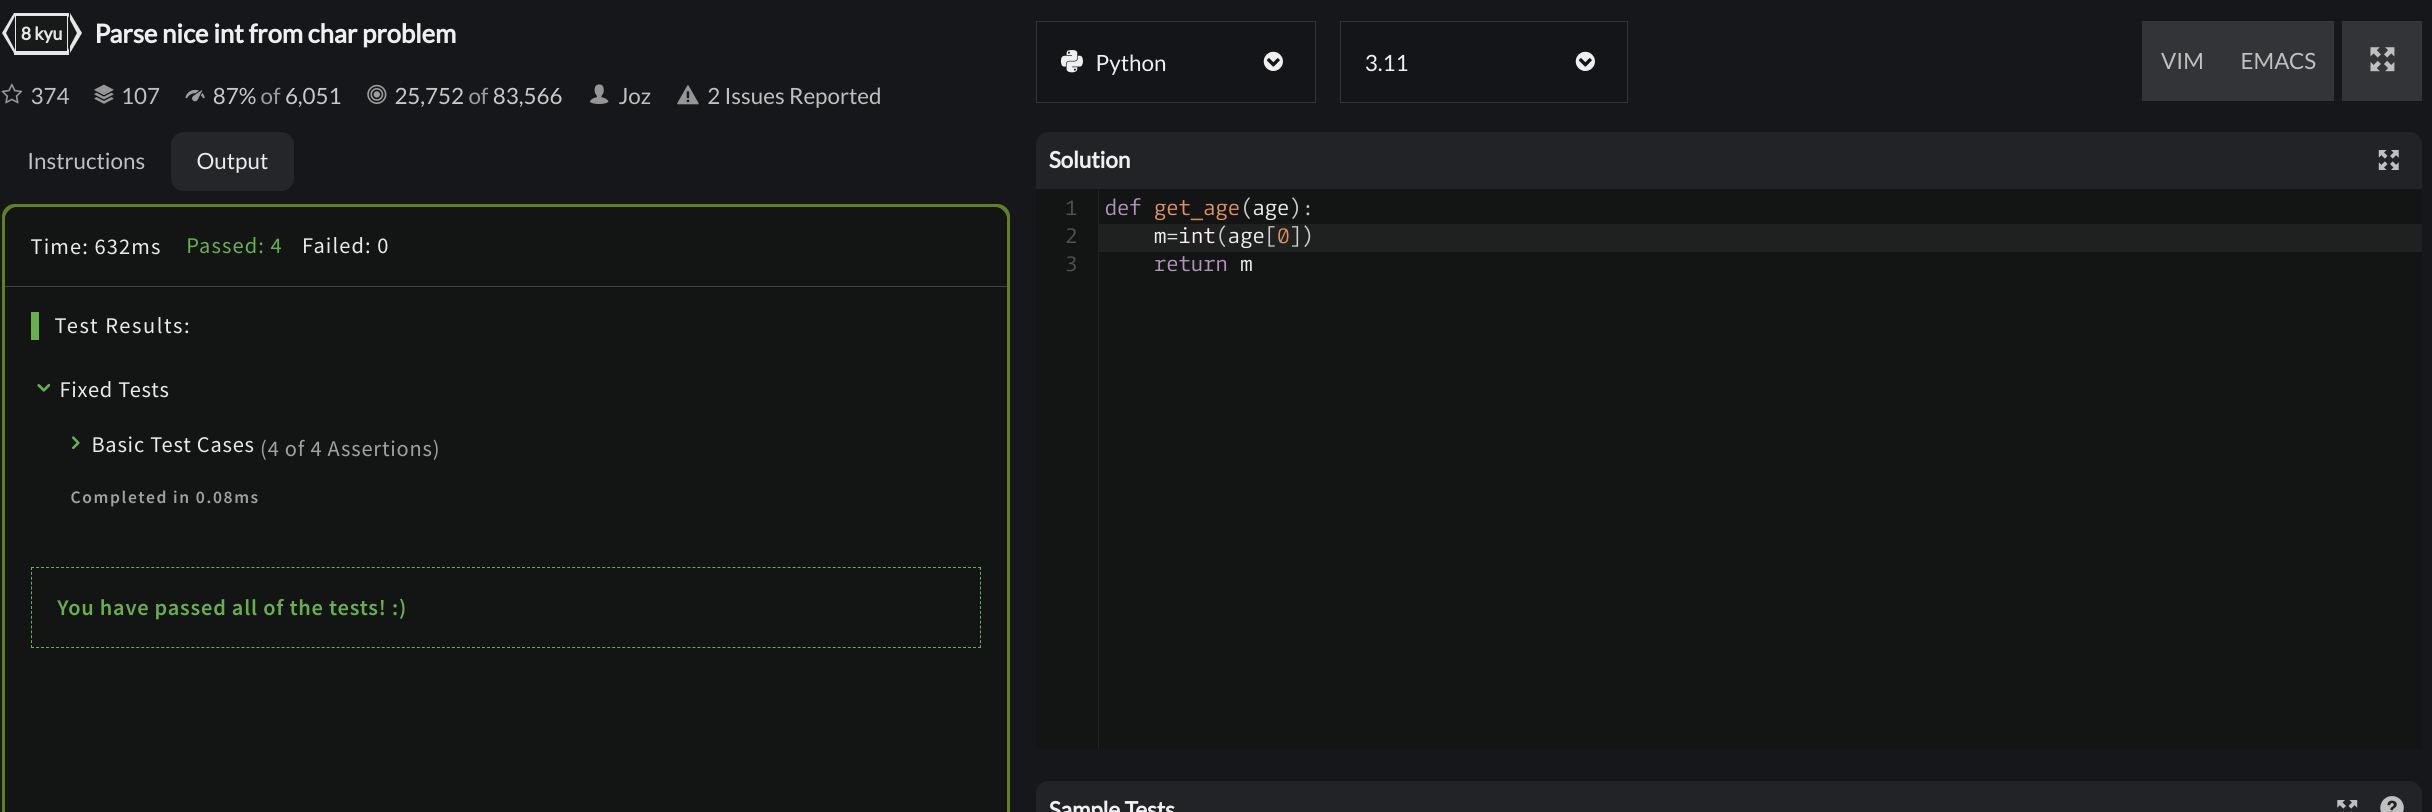 8 kyu
Parse nice int from char problem
374 107 87% of 6,051 25,752 of 83,566 Joz 2 Issues Reported
Instructions Output
Time: 632ms Passed: 4 Failed: 0
Test Results:
Fixed Tests
Basic Test Cases (4 of 4 Assertions)
Completed in 0.08ms
You have passed all of the tests! :)
Python 3.11 VIM EMACS
Solution
1 def get_age(age):
2     m=int(age[0])
3     return m
Sample Tests
?